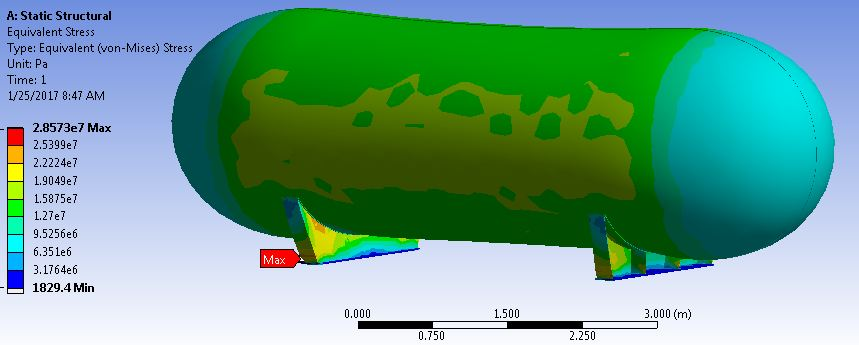 A: Static Structural
Equivalent Stress
Type: Equivalent (von-Mises) Stress
Unit: Pa
Time: 1
1/25/2017 8:47 AM
2.8573e7 Max
2.5399e7
2.2224e7
1.9049e7
1.5875e7
1.27e7
9.5256e6
6.351e6
3.1764e6
1829.4 Min
Max
0.000 1.500 3.000 (m)
0.750 2.250